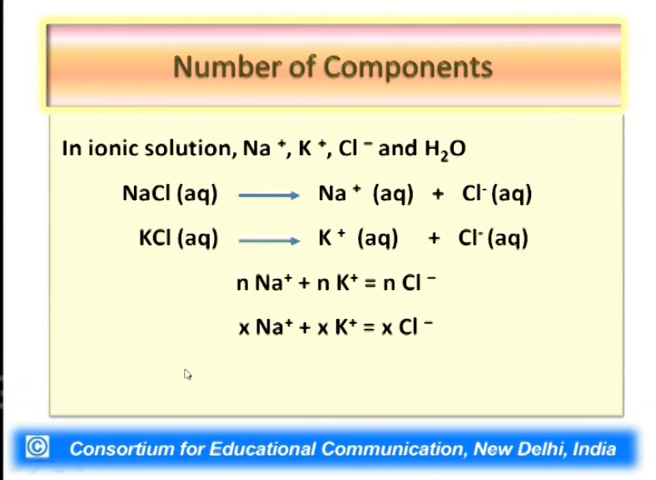 Number of Components
In ionic solution, Na⁺, K⁺, Cl⁻ and H₂O
NaCl (aq) ⟶ Na⁺ (aq) + Cl⁻ (aq)
KCl (aq) ⟶ K⁺ (aq) + Cl⁻ (aq)
n Na⁺ + n K⁺ = n Cl⁻
x Na⁺ + x K⁺ = x Cl⁻
© Consortium for Educational Communication, New Delhi, India